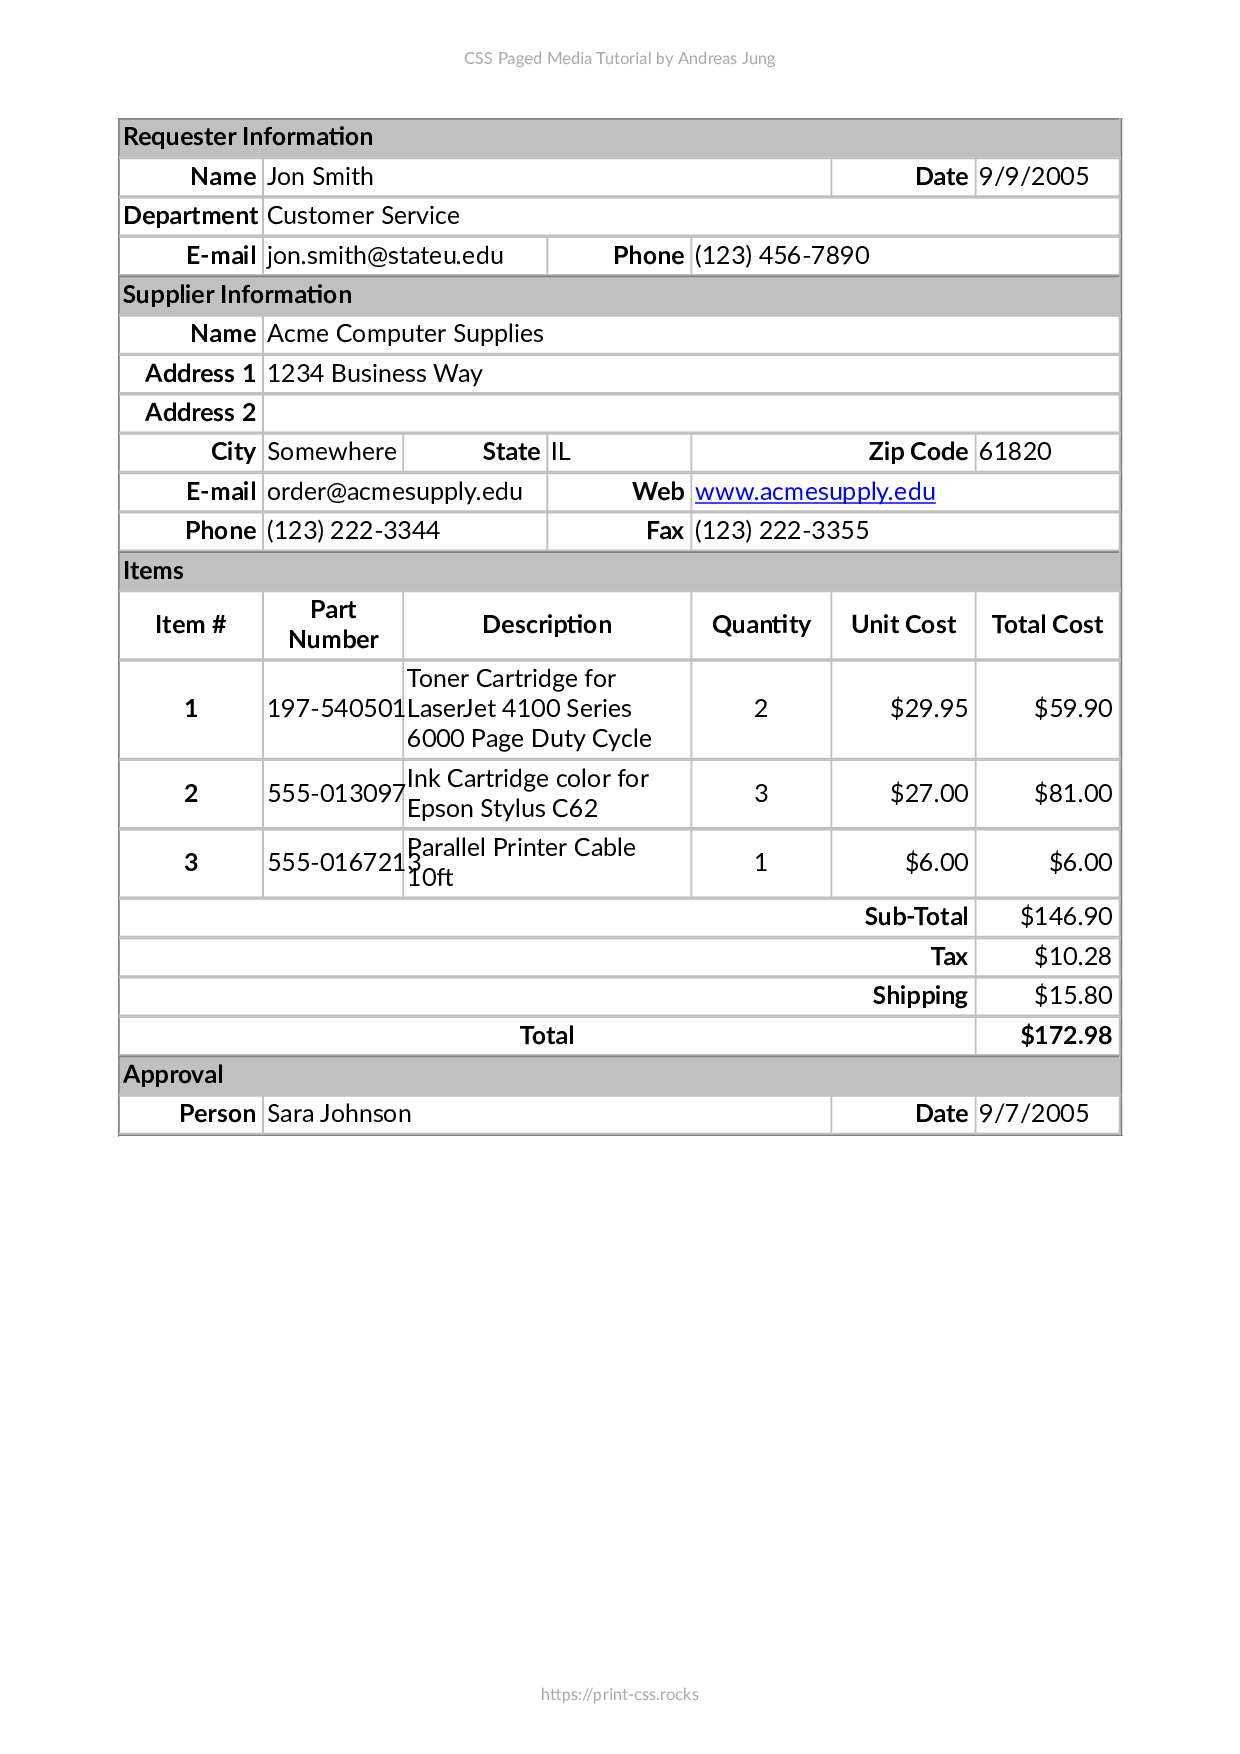 CSS Paged Media Tutorial by Andreas Jung
Requester Information
Name Jon Smith Date 9/9/2005
Department Customer Service
E-mail jon.smith@stateu.edu Phone (123) 456-7890
Supplier Information
Name Acme Computer Supplies
Address 1 1234 Business Way
Address 2
City Somewhere State IL Zip Code 61820
E-mail order@acmesupply.edu Web www.acmesupply.edu
Phone (123) 222-3344 Fax (123) 222-3355
Items
Item # Part Number Description Quantity Unit Cost Total Cost
1 197-540501 Toner Cartridge for
LaserJet 4100 Series
6000 Page Duty Cycle 2 $29.95 $59.90
2 555-013097 Ink Cartridge color for
Epson Stylus C62 3 $27.00 $81.00
3 555-0167213 Parallel Printer Cable
10ft 1 $6.00 $6.00
Sub-Total $146.90
Tax $10.28
Shipping $15.80
Total $172.98
Approval
Person Sara Johnson Date 9/7/2005
https://print-css.rocks